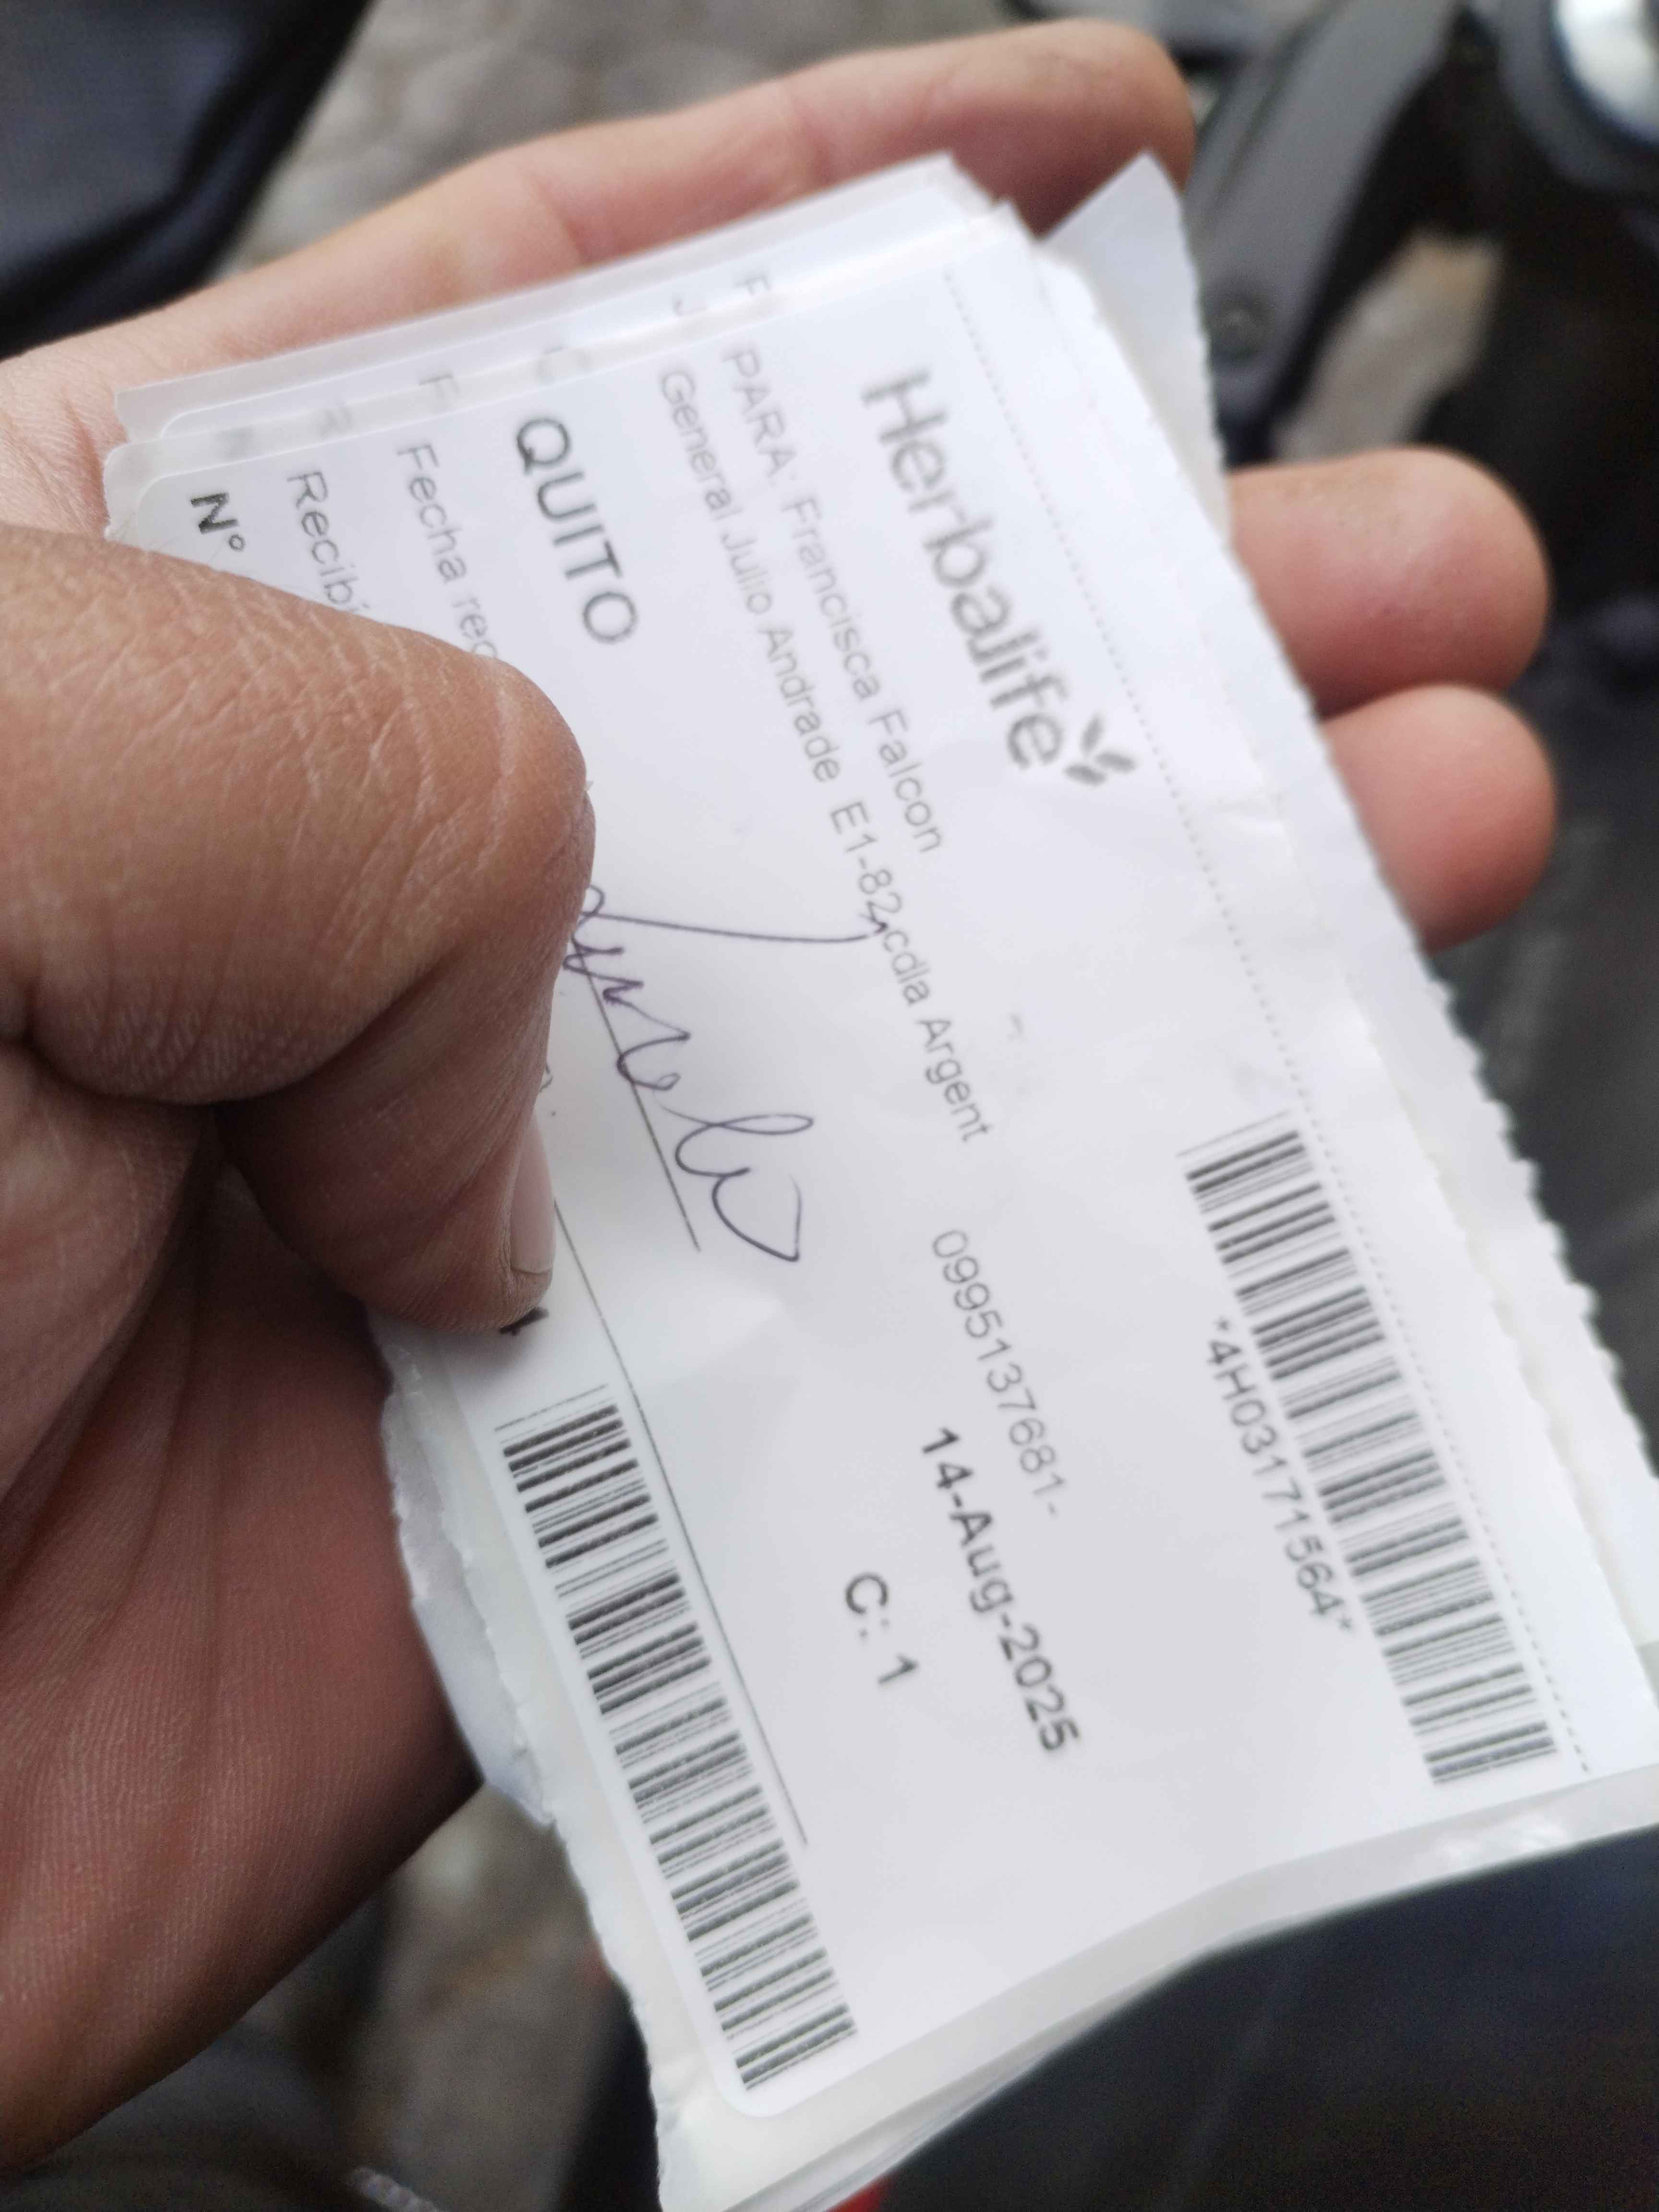 Herbalife
*4H03171564*
PARA: Francisca Falcon
General Julio Andrade E1-82 cdla Argent
0995137681-
14-Aug-2025
QUITO
C: 1
Fecha
N°